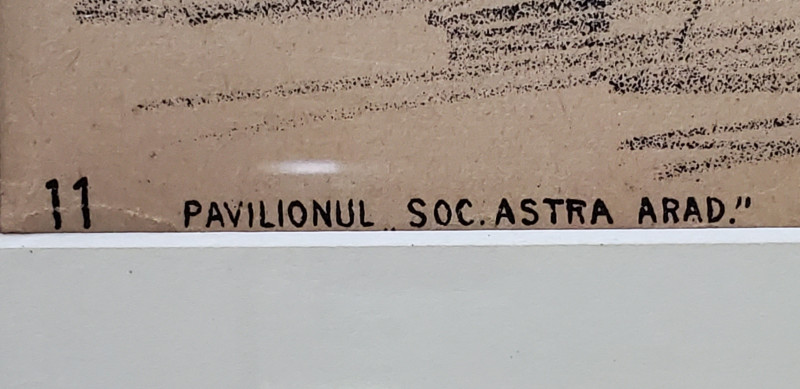 11 PAVILIONUL „SOC. ASTRA ARAD.”